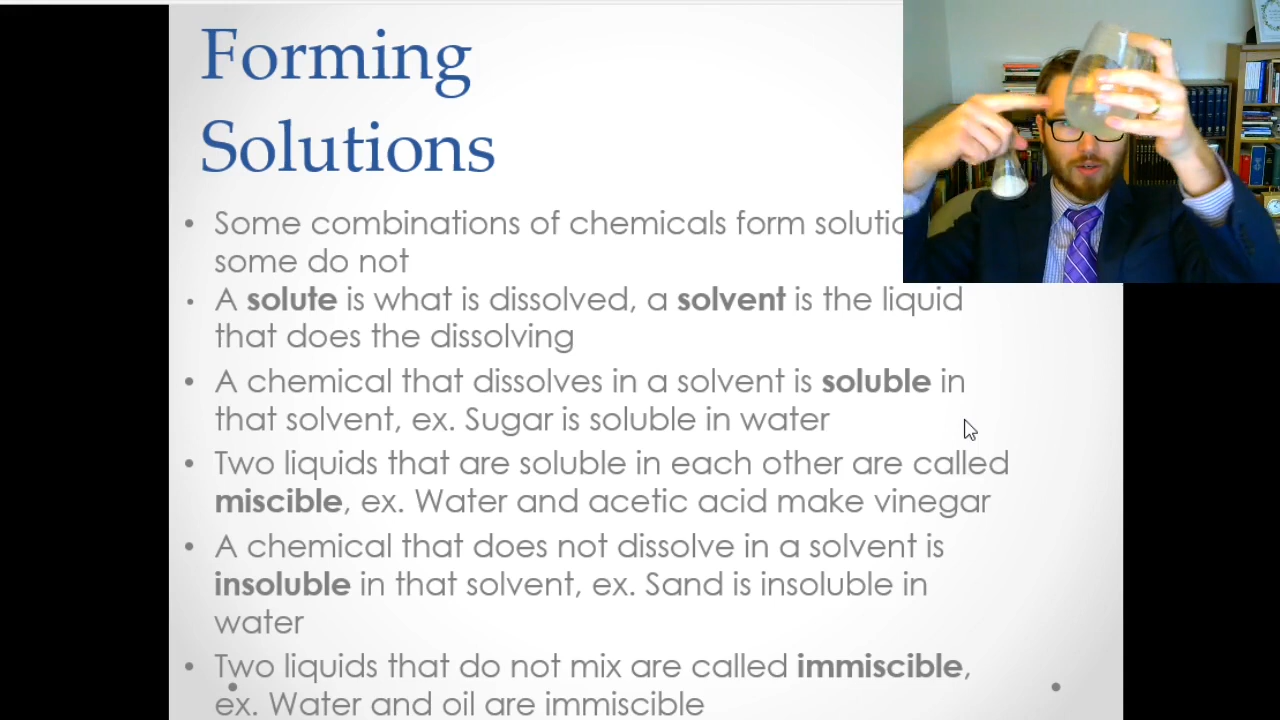 Forming
Solutions
• Some combinations of chemicals form
some do not
• A solute is what is dissolved, a solvent is the liquid
that does the dissolving
• A chemical that dissolves in a solvent is soluble in
that solvent, ex. Sugar is soluble in water
• Two liquids that are soluble in each other are called
miscible, ex. Water and acetic acid make vinegar
• A chemical that does not dissolve in a solvent is
insoluble in that solvent, ex. Sand is insoluble in
water
• Two liquids that do not mix are called immiscible,
ex. Water and oil are immiscible